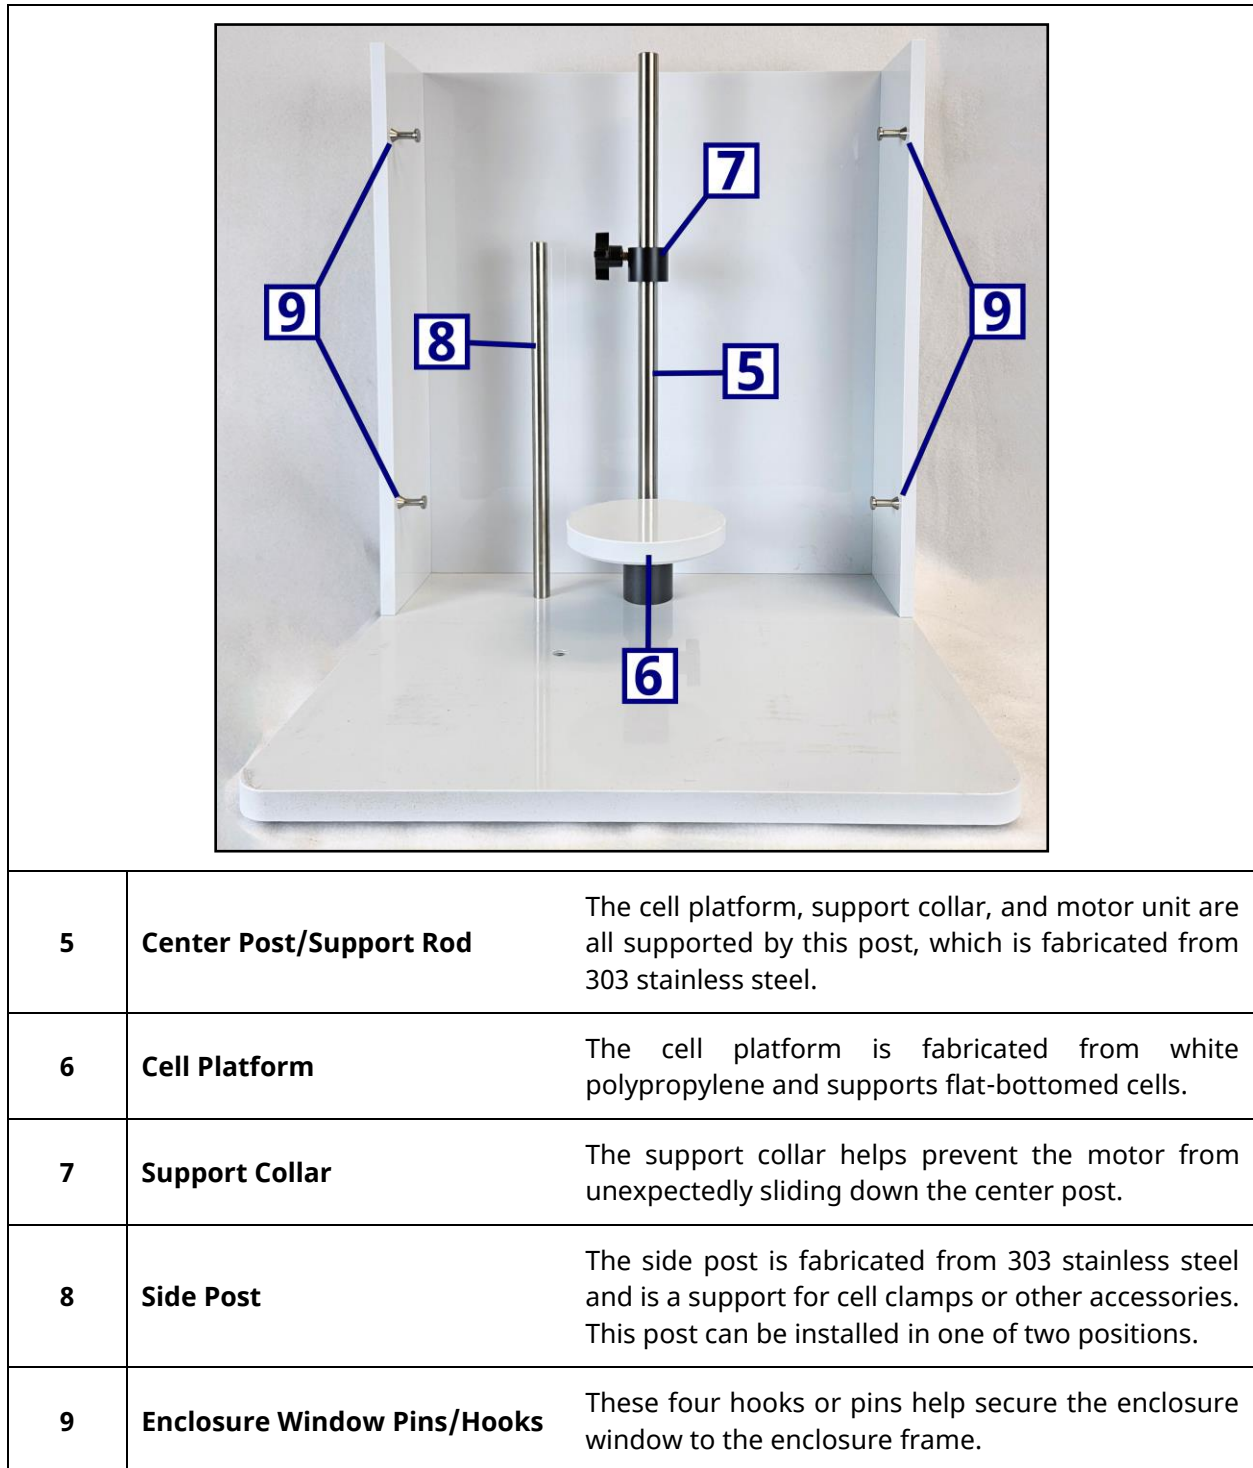 7
9
9
8
5
6
5
Center Post/Support Rod
The cell platform, support collar, and motor unit are
all supported by this post, which is fabricated from
303 stainless steel.
6
Cell Platform
The cell platform is fabricated from white
polypropylene and supports flat-bottomed cells.
7
Support Collar
The support collar helps prevent the motor from
unexpectedly sliding down the center post.
8
Side Post
The side post is fabricated from 303 stainless steel
and is a support for cell clamps or other accessories.
This post can be installed in one of two positions.
9
Enclosure Window Pins/Hooks
These four hooks or pins help secure the enclosure
window to the enclosure frame.